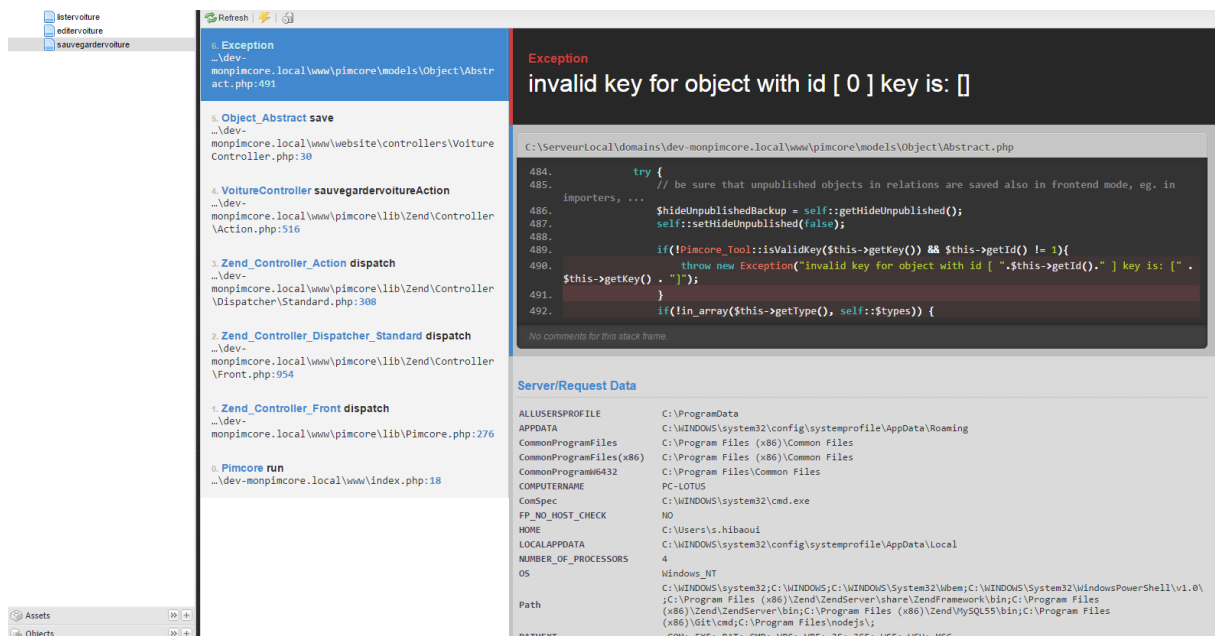 listervoiture
editervoiture
sauvegardervoiture
Refresh
6. Exception
…\dev-
monpimcore.local\www\pimcore\models\Object\Abstr
act.php:491
5. Object_Abstract save
…\dev-
monpimcore.local\www\website\controllers\Voiture
Controller.php:30
4. VoitureController sauvegardervoitureAction
…\dev-
monpimcore.local\www\pimcore\lib\Zend\Controller
\Action.php:516
3. Zend_Controller_Action dispatch
…\dev-
monpimcore.local\www\pimcore\lib\Zend\Controller
\Dispatcher\Standard.php:308
2. Zend_Controller_Dispatcher_Standard dispatch
…\dev-
monpimcore.local\www\pimcore\lib\Zend\Controller
\Front.php:954
1. Zend_Controller_Front dispatch
…\dev-
monpimcore.local\www\pimcore\lib\Pimcore.php:276
0. Pimcore run
…\dev-monpimcore.local\www\index.php:18
Assets
Objects
Exception
invalid key for object with id [ 0 ] key is: []
C:\ServeurLocal\domains\dev-monpimcore.local\www\pimcore\models\Object\Abstract.php
484. try {
485. // be sure that unpublished objects in relations are saved also in frontend mode, eg. in
importers, ...
486. $hideUnpublishedBackup = self::getHideUnpublished();
487. self::setHideUnpublished(false);
488.
489. if(!Pimcore_Tool::isValidKey($this->getKey()) && $this->getId() != 1){
490. throw new Exception("invalid key for object with id [ ".$this->getId()." ] key is: [" .
$this->getKey() . "]");
491. }
492. if(!in_array($this->getType(), self::$types)) {
No comments for this stack frame.
Server/Request Data
ALLUSERSPROFILE C:\ProgramData
APPDATA C:\WINDOWS\system32\config\systemprofile\AppData\Roaming
CommonProgramFiles C:\Program Files (x86)\Common Files
CommonProgramFiles(x86) C:\Program Files (x86)\Common Files
CommonProgramW6432 C:\Program Files\Common Files
COMPUTERNAME PC-LOTUS
ComSpec C:\WINDOWS\system32\cmd.exe
FP_NO_HOST_CHECK NO
HOME C:\Users\s.hibaoui
LOCALAPPDATA C:\WINDOWS\system32\config\systemprofile\AppData\Local
NUMBER_OF_PROCESSORS 4
OS Windows_NT
Path C:\WINDOWS\system32;C:\WINDOWS;C:\WINDOWS\System32\Wbem;C:\WINDOWS\System32\WindowsPowerShell\v1.0\
;C:\Program Files (x86)\Zend\ZendServer\share\ZendFramework\bin;C:\Program Files
(x86)\Zend\ZendServer\bin;C:\Program Files (x86)\Zend\MySQL55\bin;C:\Program Files
(x86)\Git\cmd;C:\Program Files\nodejs\;